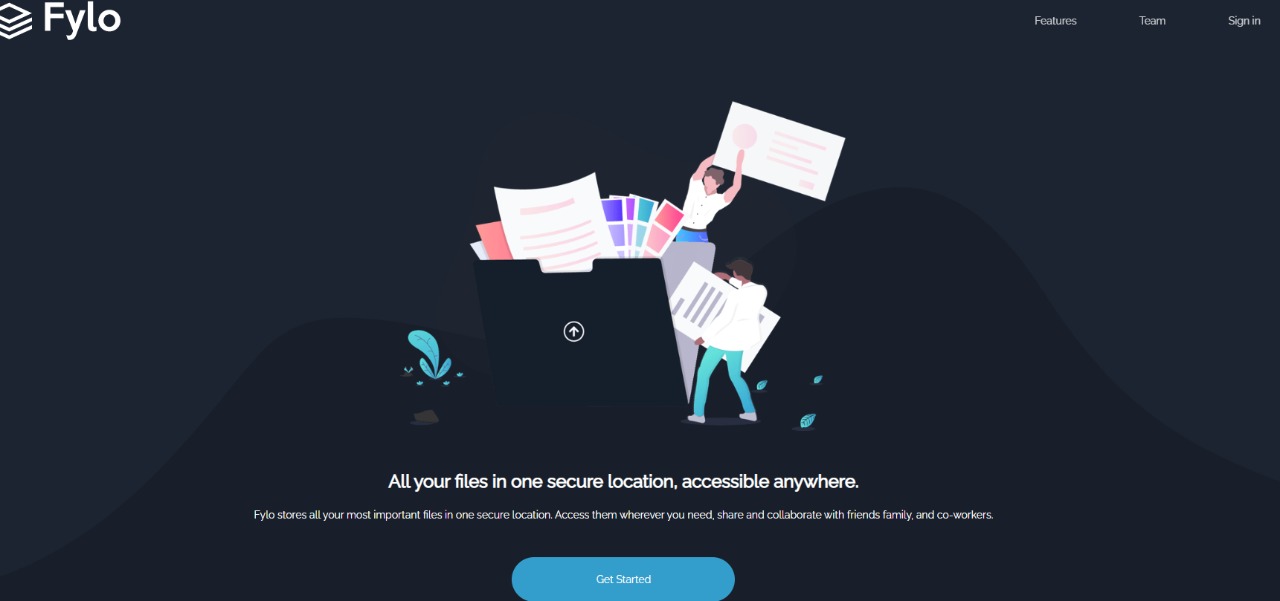 Fylo
Features
Team
Sign in
All your files in one secure location, accessible anywhere.
Fylo stores all your most important files in one secure location. Access them wherever you need, share and collaborate with friends family, and co-workers.
Get Started